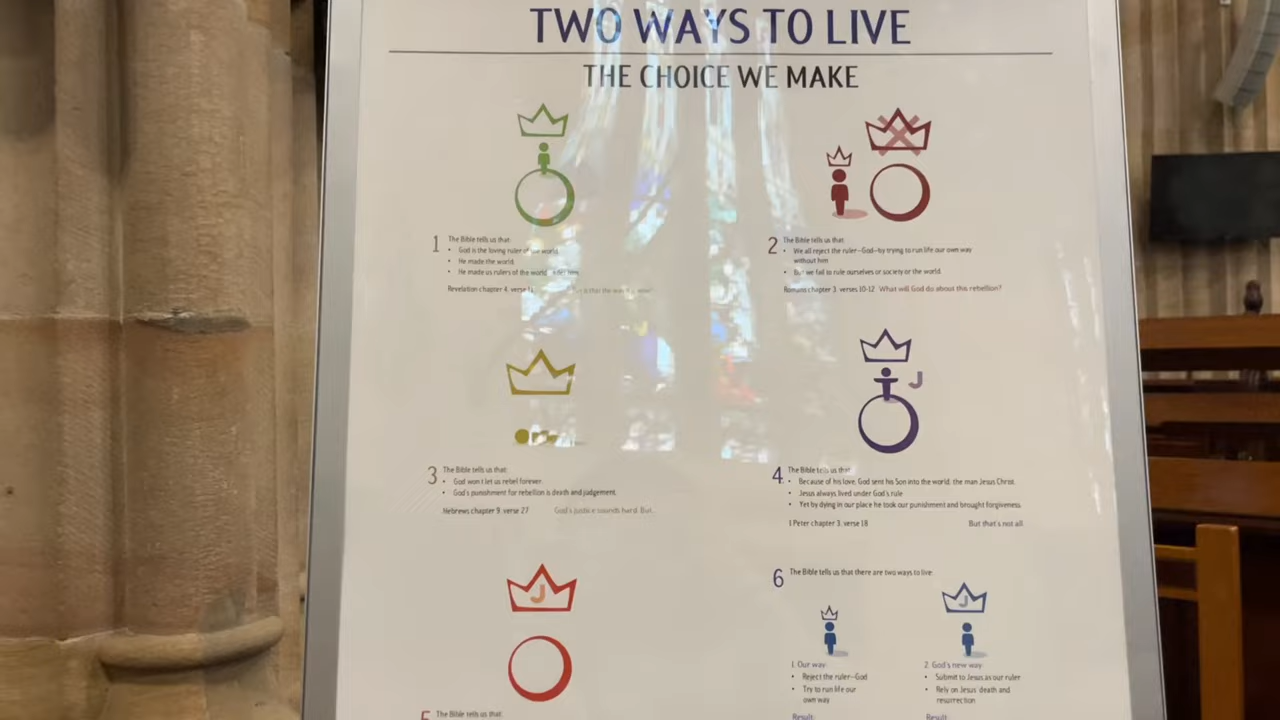 TWO WAYS TO LIVE
THE CHOICE WE MAKE
1 The Bible tells us that:
• God is the loving ruler of the world.
• He made the world.
• He made us rulers of the world under him.
Revelation chapter 4, verse 11
2 The Bible tells us that:
• We all reject the ruler–God–by trying to run life our own way
without him
• But we fail to rule ourselves or society or the world.
Romans chapter 3, verses 10-12 What will God do about this rebellion?
3 The Bible tells us that:
• God won't let us rebel forever.
• God's punishment for rebellion is death and judgement.
Hebrews chapter 9, verse 27 God's justice sounds hard. But...
4 The Bible tells us that:
• Because of his love, God sent his Son into the world: the man Jesus Christ.
• Jesus always lived under God's rule
• Yet by dying in our place he took our punishment and brought forgiveness.
1 Peter chapter 3, verse 18 But that's not all
J
J
5 The Bible tells us that:
6 The Bible tells us that there are two ways to live:
J
1. Our way:
• Reject the ruler–God
• Try to run life our
own way
Result:
2. God's new way:
• Submit to Jesus as our ruler
• Rely on Jesus' death and
resurrection
Result: